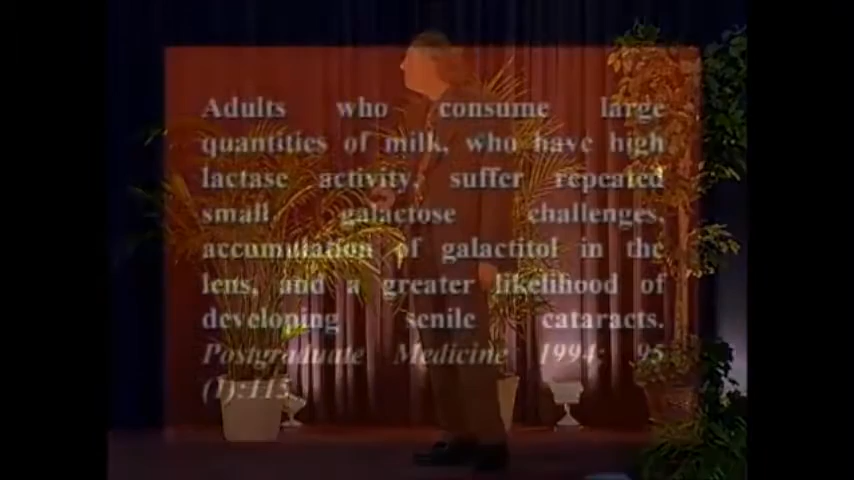 Adults who consume large
quantities of milk, who have high
lactase activity, suffer repeated
small galactose challenges,
accumulation of galactitol in the
lens, and a greater likelihood of
developing senile cataracts.
Postgraduate Medicine 1994; 95
(1):115.